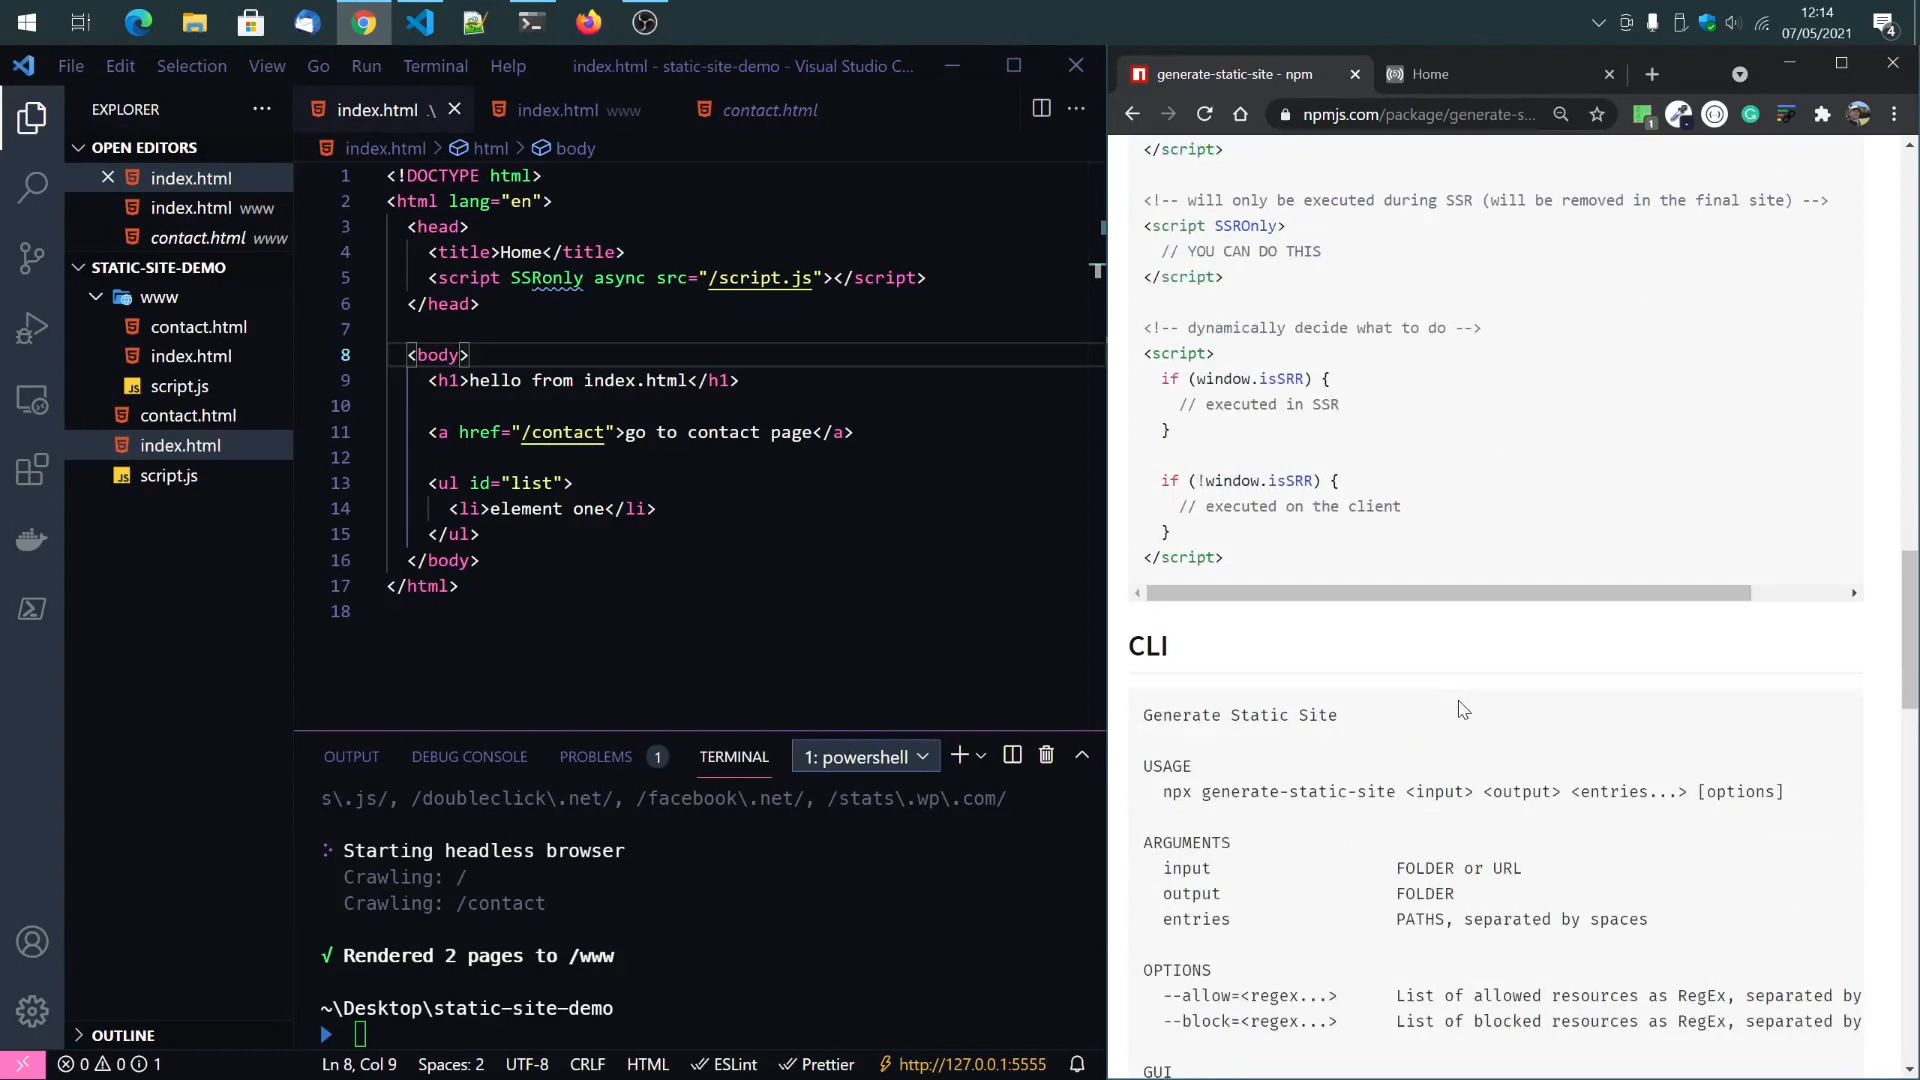 12:14
07/05/2021
4
File Edit Selection View Go Run Terminal Help
index.html - static-site-demo - Visual Studio C...
EXPLORER
OPEN EDITORS
index.html
index.html www
contact.html www
STATIC-SITE-DEMO
www
contact.html
index.html
JS script.js
contact.html
index.html
JS script.js
OUTLINE
index.html .\
index.html www
contact.html
index.html > html > body
1 <!DOCTYPE html>
2 <html lang="en">
3 <head>
4 <title>Home</title>
5 <script SSRonly async src="/script.js"></script>
6 </head>
7
8 <body>
9 <h1>hello from index.html</h1>
10
11 <a href="/contact">go to contact page</a>
12
13 <ul id="list">
14 <li>element one</li>
15 </ul>
16 </body>
17 </html>
18
OUTPUT DEBUG CONSOLE PROBLEMS 1 TERMINAL 1: powershell
s\.js/, /doubleclick\.net/, /facebook\.net/, /stats\.wp\.com/
Starting headless browser
Crawling: /
Crawling: /contact
√ Rendered 2 pages to /www
~\Desktop\static-site-demo
0 0 1
Ln 8, Col 9 Spaces: 2 UTF-8 CRLF HTML ESLint Prettier http://127.0.0.1:5555
generate-static-site - npm
Home
npmjs.com/package/generate-s...
1
</script>
<!-- will only be executed during SSR (will be removed in the final site) -->
<script SSROnly>
// YOU CAN DO THIS
</script>
<!-- dynamically decide what to do -->
<script>
if (window.isSRR) {
// executed in SSR
}
if (!window.isSRR) {
// executed on the client
}
</script>
CLI
Generate Static Site
USAGE
npx generate-static-site <input> <output> <entries...> [options]
ARGUMENTS
input FOLDER or URL
output FOLDER
entries PATHS, separated by spaces
OPTIONS
--allow=<regex...> List of allowed resources as RegEx, separated by
--block=<regex...> List of blocked resources as RegEx, separated by
GUI